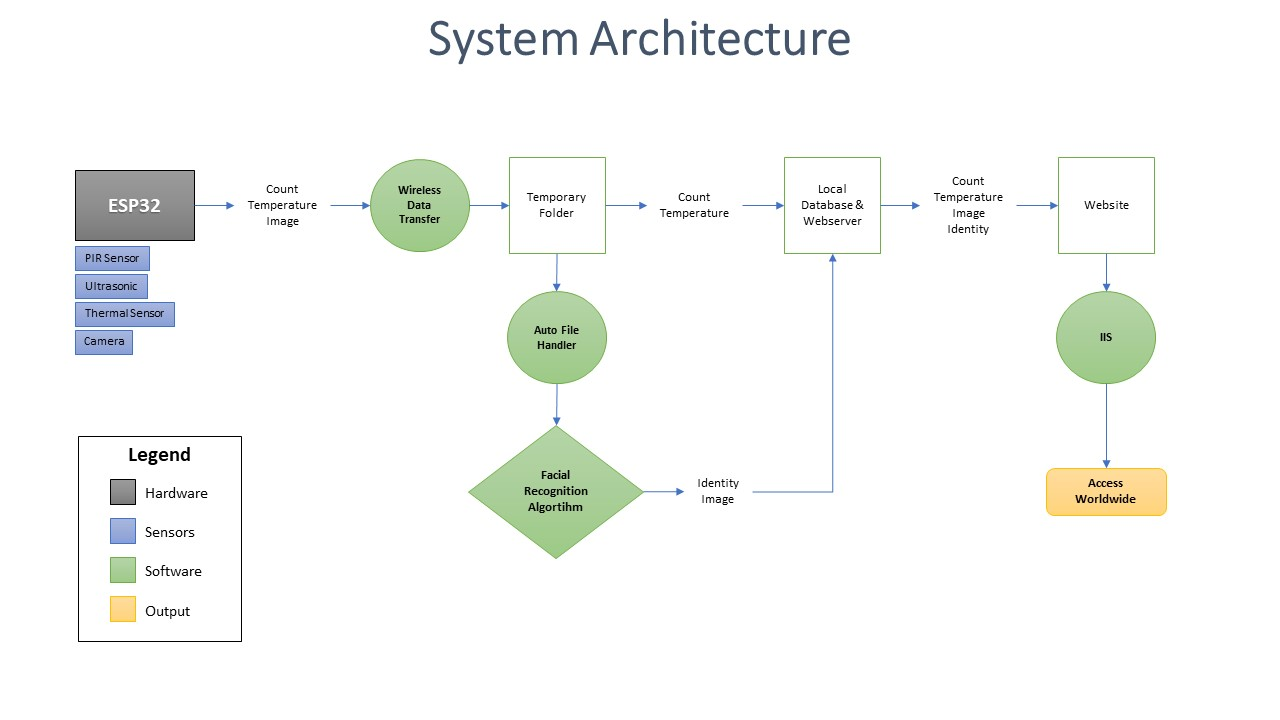 System Architecture
ESP32
PIR Sensor
Ultrasonic
Thermal Sensor
Camera
Count
Temperature
Image
Wireless
Data
Transfer
Temporary
Folder
Count
Temperature
Local
Database &
Webserver
Count
Temperature
Image
Identity
Website
Auto File
Handler
IIS
Facial
Recognition
Algortihm
Identity
Image
Access
Worldwide
Legend
Hardware
Sensors
Software
Output